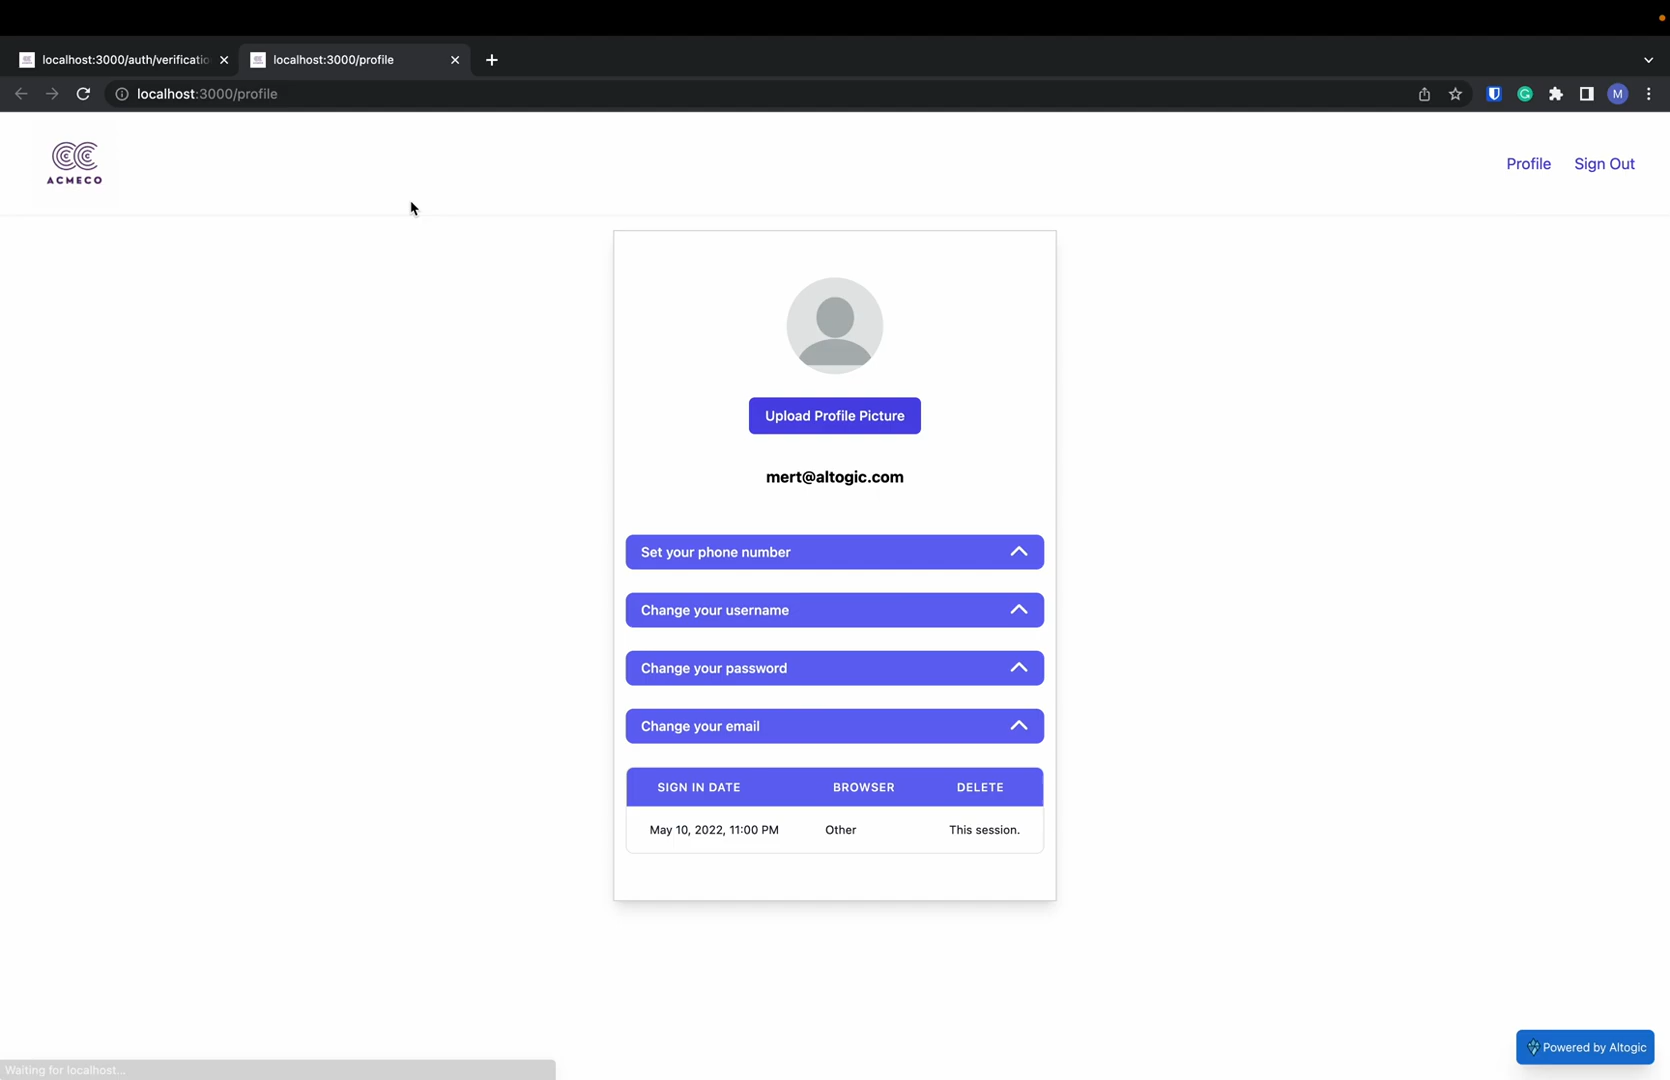 localhost:3000/auth/verificatio
localhost:3000/profile
localhost:3000/profile
M
ACMECO
Profile
Sign Out
Upload Profile Picture
mert@altogic.com
Set your phone number
Change your username
Change your password
Change your email
SIGN IN DATE BROWSER DELETE
May 10, 2022, 11:00 PM Other This session.
Powered by Altogic
Waiting for localhost...